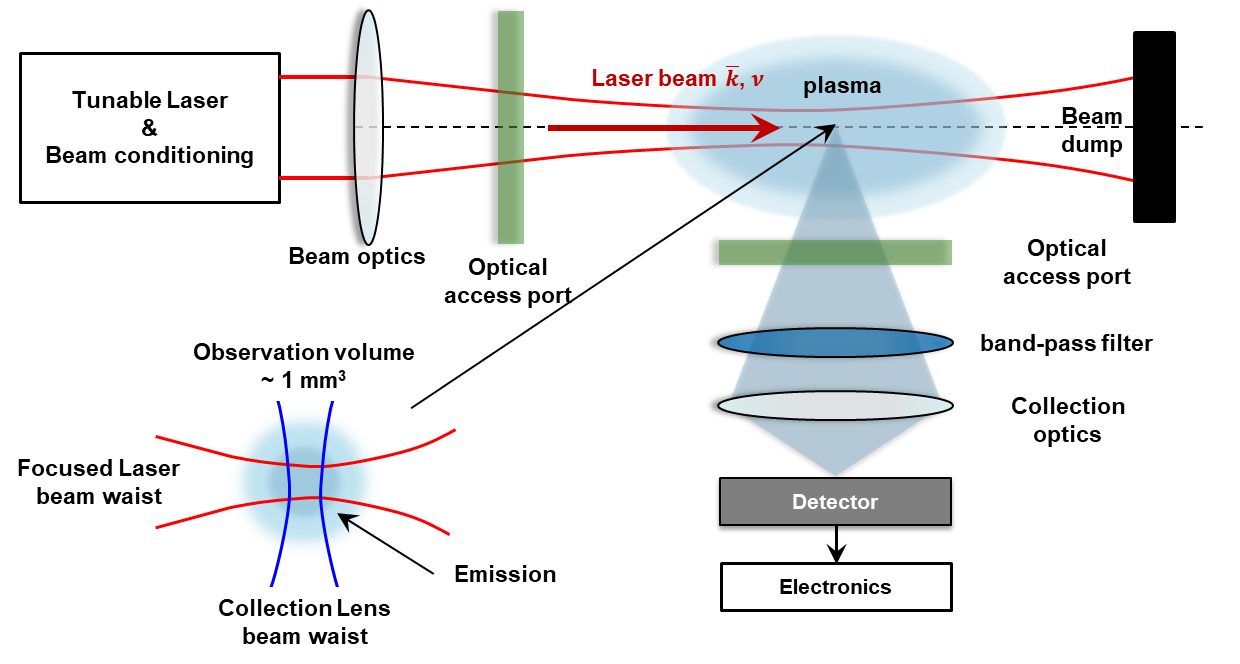 Tunable Laser
&
Beam conditioning
Beam optics
Optical
access port
Laser beam k̅, ν
plasma
Beam
dump
Optical
access port
band-pass filter
Collection
optics
Detector
Electronics
Observation volume
~ 1 mm³
Focused Laser
beam waist
Emission
Collection Lens
beam waist